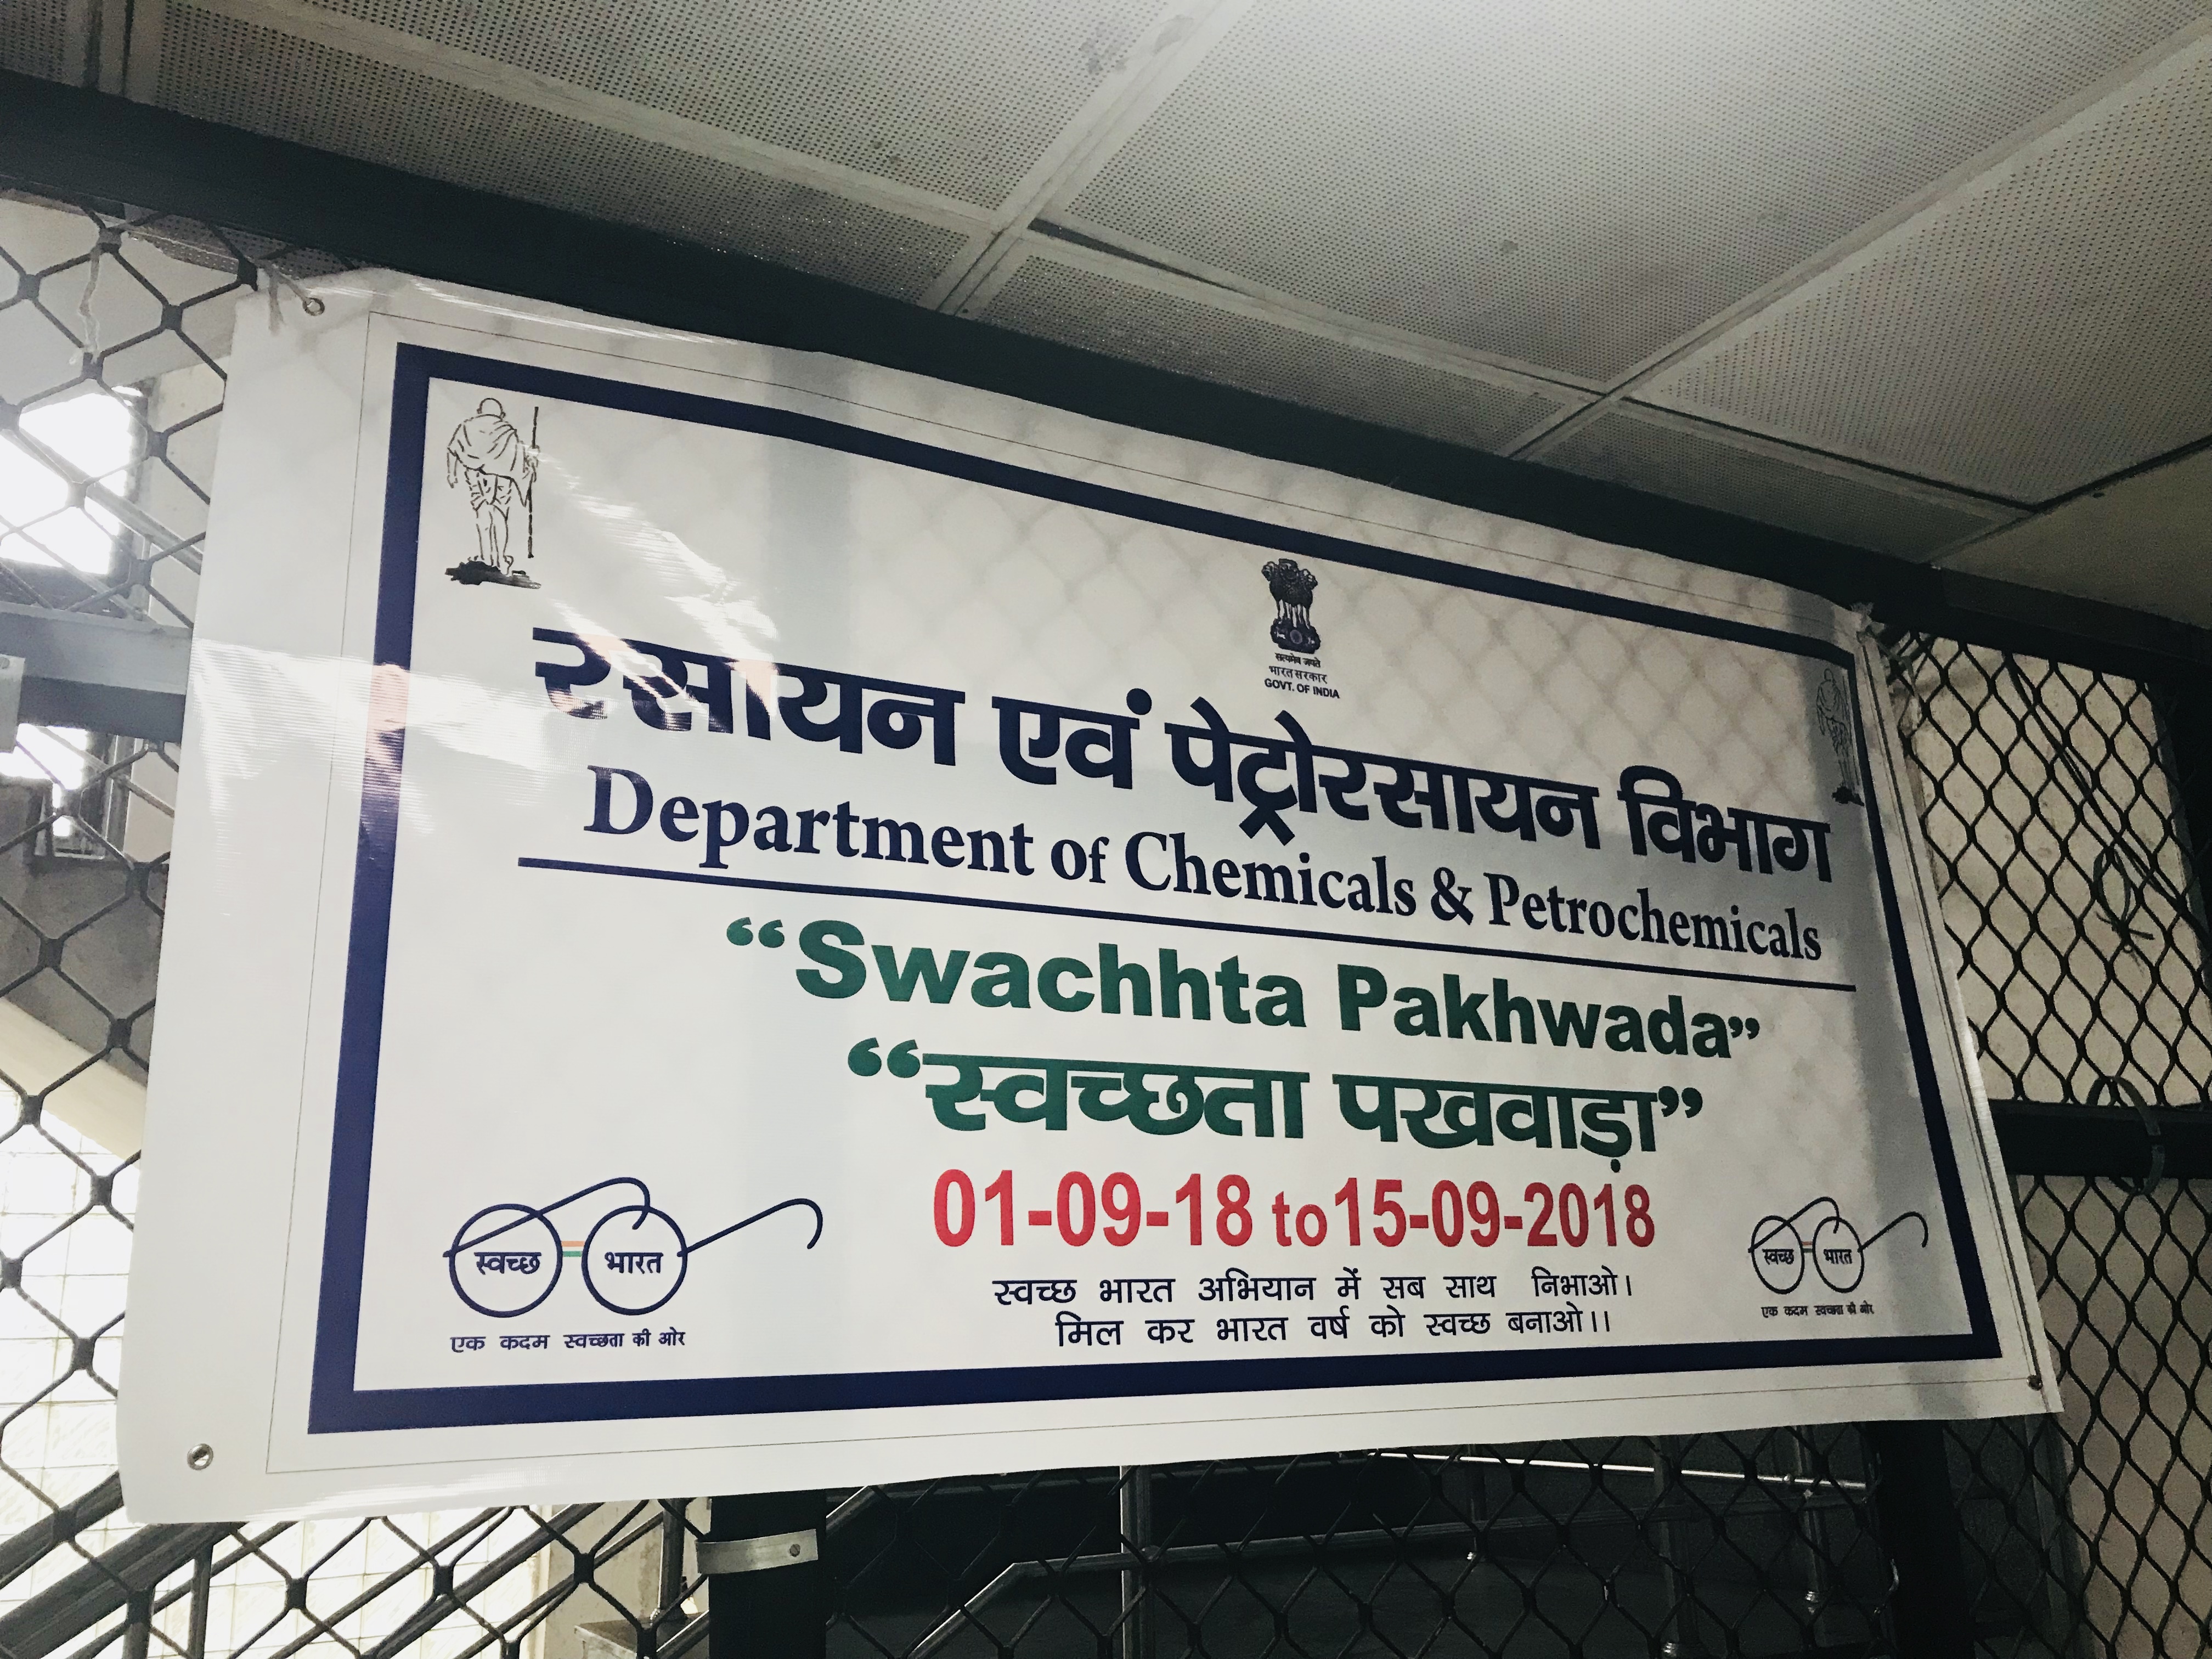 सत्यमेव जयते
भारत सरकार
GOVT. OF INDIA
रसायन एवं पेट्रोरसायन विभाग
Department of Chemicals & Petrochemicals
“Swachhta Pakhwada”
“स्वच्छता पखवाड़ा”
01-09-18 to 15-09-2018
स्वच्छ भारत अभियान में सब साथ निभाओ।
मिल कर भारत वर्ष को स्वच्छ बनाओ।।
स्वच्छ भारत
एक कदम स्वच्छता की ओर
स्वच्छ भारत
एक कदम स्वच्छता की ओर